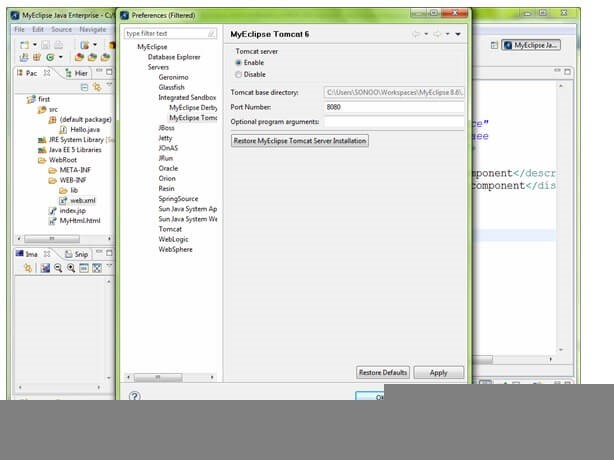 MyEclipse Java Enterprise - C:/
Preferences (Filtered)
File Edit Source Navigate
MyEclipse Ja...
type filter text
MyEclipse Tomcat 6
MyEclipse
Database Explorer
Servers
Geronimo
Glassfish
Integrated Sandbox
MyEclipse Derby
MyEclipse Tomc
JBoss
Jetty
JOnAS
JRun
Oracle
Orion
Resin
SpringSource
Sun Java System Ap
Sun Java System We
Tomcat
WebLogic
WebSphere
Tomcat server
Enable
Disable
Tomcat base directory:
C:\Users\SONOO\Workspaces\MyEclipse 8.6\.
Port Number:
8080
Optional program arguments:
Restore MyEclipse Tomcat Server Installation
Restore Defaults
Apply
Pac
Hier
first
src
(default package)
Hello.java
JRE System Library
Java EE 5 Libraries
WebRoot
META-INF
WEB-INF
lib
web.xml
index.jsp
MyHtml.html
Ima
Snip
mponent</descr
component</dis